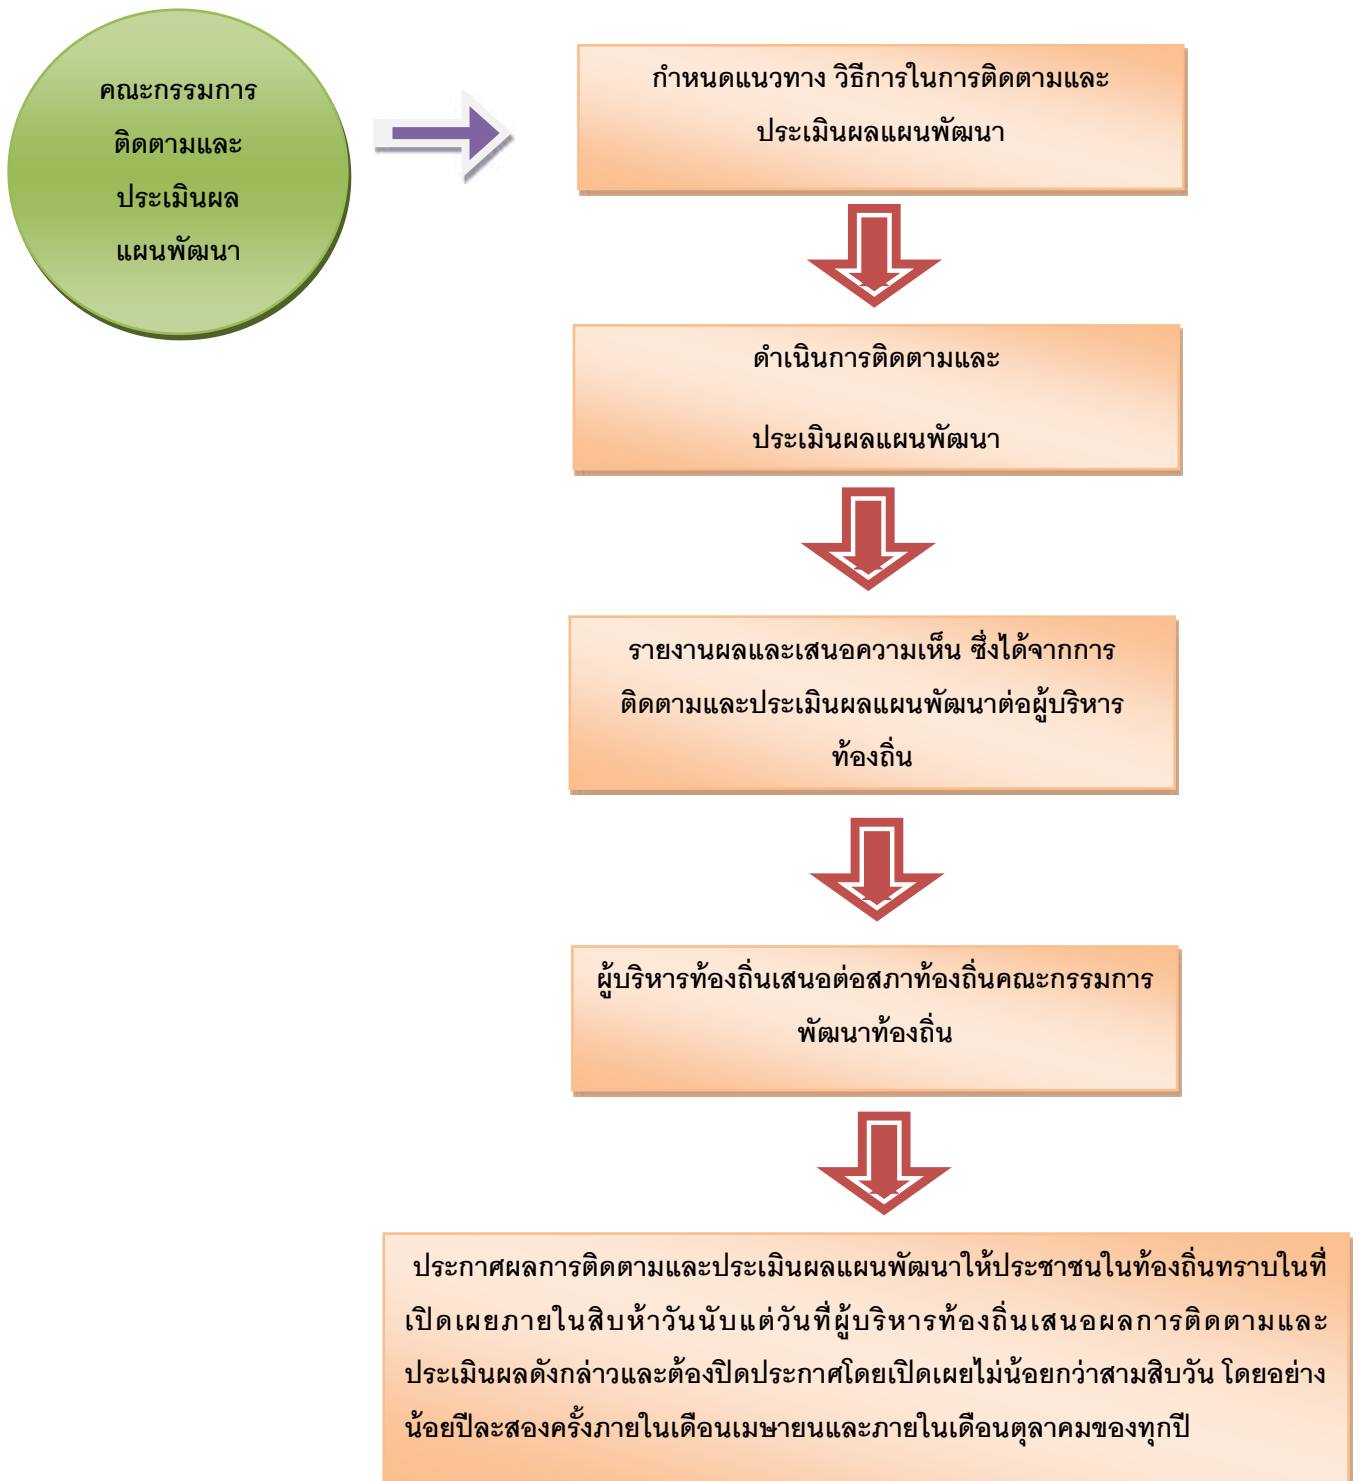 คณะกรรมการ
ติดตามและ
ประเมินผล
แผนพัฒนา
กำหนดแนวทาง วิธีการในการติดตามและ
ประเมินผลแผนพัฒนา
ดำเนินการติดตามและ
ประเมินผลแผนพัฒนา
รายงานผลและเสนอความเห็น ซึ่งได้จากการ
ติดตามและประเมินผลแผนพัฒนาต่อผู้บริหาร
ท้องถิ่น
ผู้บริหารท้องถิ่นเสนอต่อสภาท้องถิ่นคณะกรรมการ
พัฒนาท้องถิ่น
ประกาศผลการติดตามและประเมินผลแผนพัฒนาให้ประชาชนในท้องถิ่นทราบในที่
เปิดเผยภายในสิบห้าวันนับแต่วันที่ผู้บริหารท้องถิ่นเสนอผลการติดตามและ
ประเมินผลดังกล่าวและต้องปิดประกาศโดยเปิดเผยไม่น้อยกว่าสามสิบวัน โดยอย่าง
น้อยปีละสองครั้งภายในเดือนเมษายนและภายในเดือนตุลาคมของทุกปี